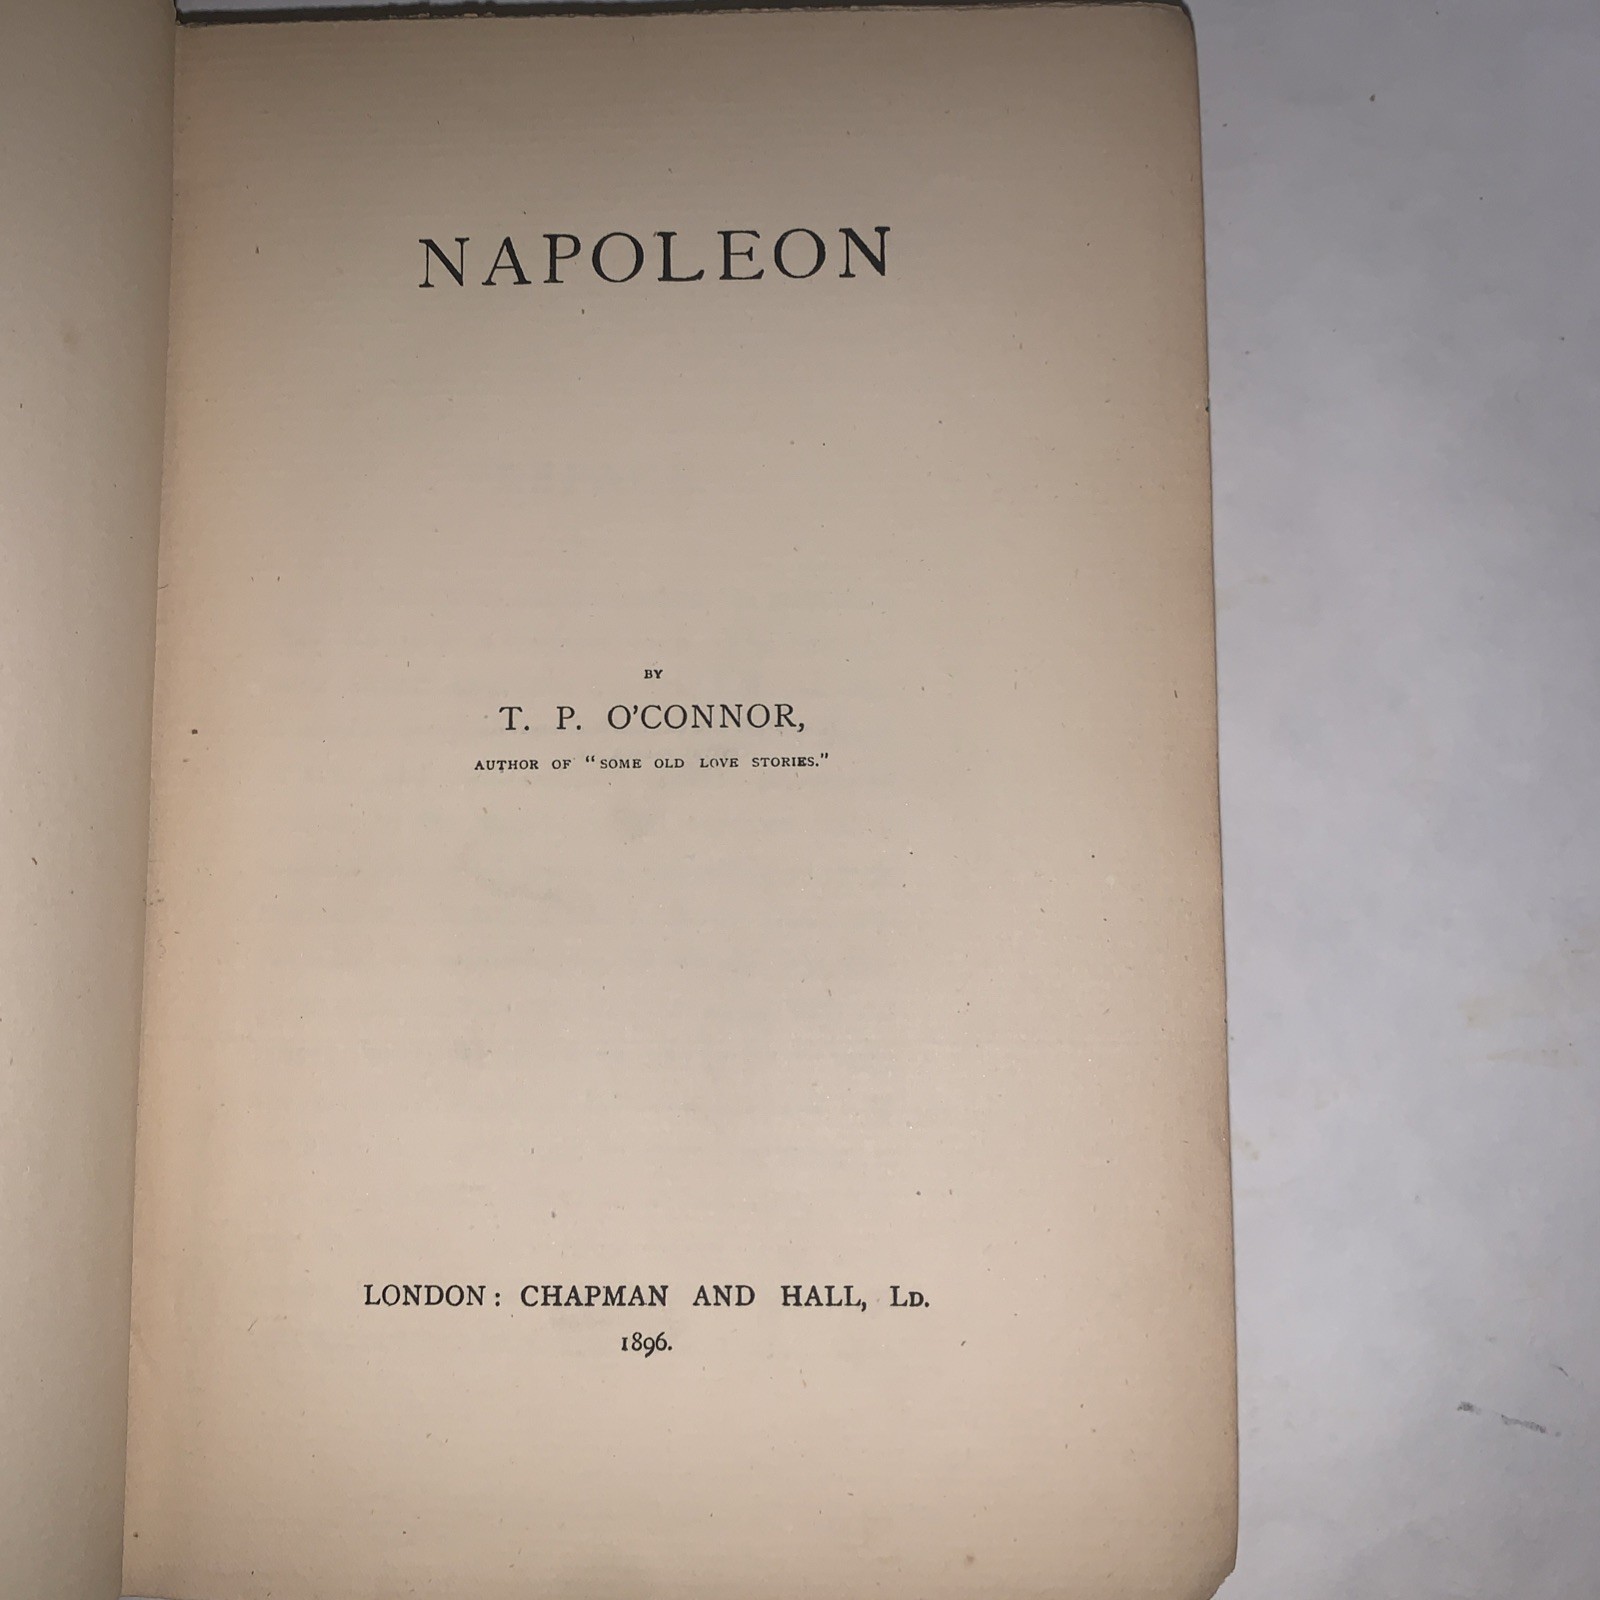 NAPOLEON
BY
T. P. O'CONNOR,
AUTHOR OF "SOME OLD LOVE STORIES."
LONDON: CHAPMAN AND HALL, LD.
1896.